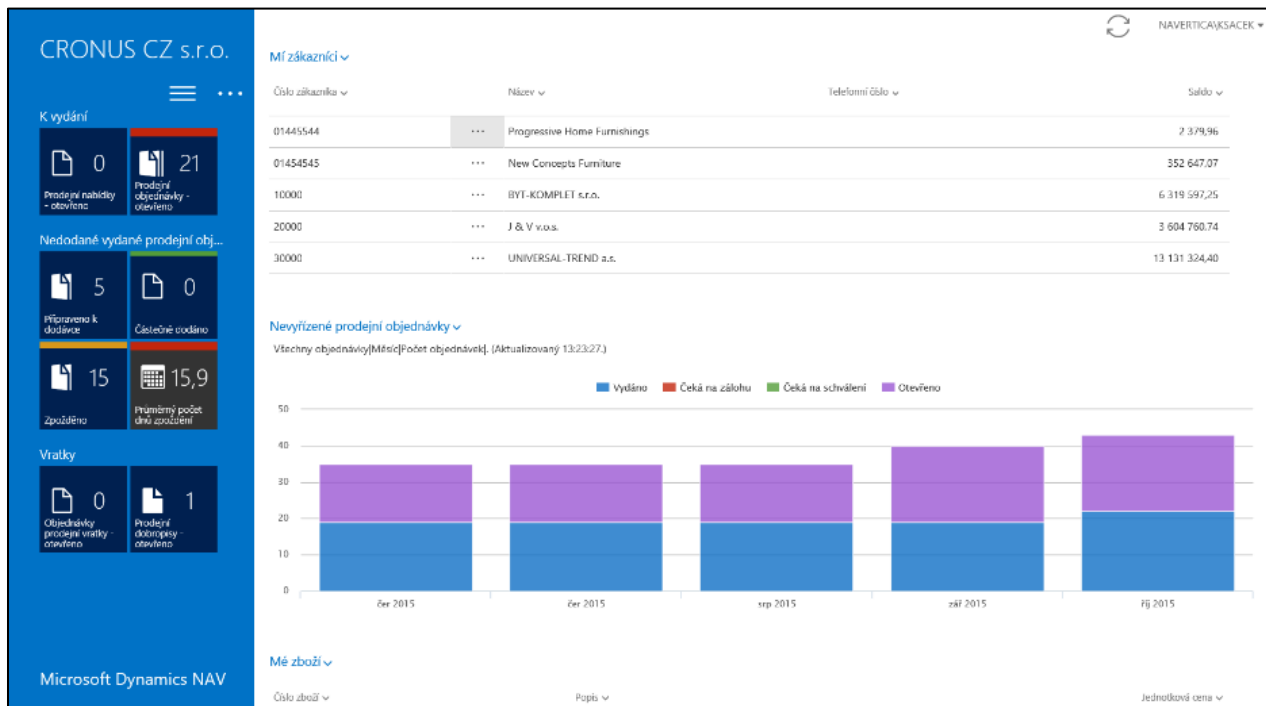 CRONUS CZ s.r.o.
NAVERTICA\KSACEK
K vydání
0
Prodejní nabídky
- otevřeno
21
Prodejní
objednávky -
otevřeno
Nedodané vydané prodejní obj...
5
Připraveno k
dodávce
0
Částečně dodáno
15
Zpožděno
15,9
Průměrný počet
dnů zpoždění
Vratky
0
Objednávky
prodejní vratky -
otevřeno
1
Prodejní
dobropisy -
otevřeno
Microsoft Dynamics NAV
Mí zákazníci
Číslo zákazníka Název Telefonní číslo Saldo
01445544 ... Progressive Home Furnishings 2 379,96
01454545 ... New Concepts Furniture 352 647,07
10000 ... BYT-KOMPLET s.r.o. 6 319 597,25
20000 ... J & V v.o.s. 3 604 760,74
30000 ... UNIVERSAL-TREND a.s. 13 131 324,40
Nevyřízené prodejní objednávky
Všechny objednávky|Měsíc|Počet objednávek|. (Aktualizovaný 13:23:27.)
Vydáno Čeká na zálohu Čeká na schválení Otevřeno
50
40
30
20
10
0
čer 2015 čer 2015 srp 2015 zář 2015 říj 2015
Mé zboží
Číslo zboží Popis Jednotková cena